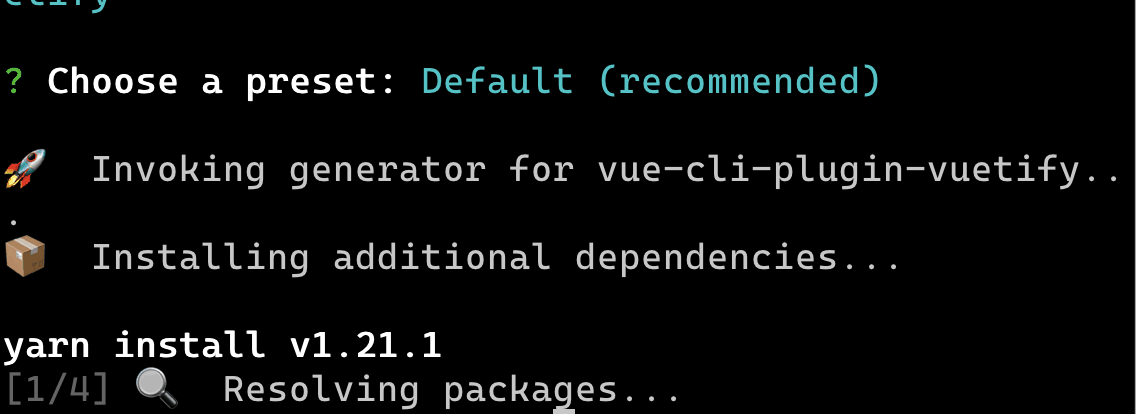 ? Choose a preset: Default (recommended)
🚀  Invoking generator for vue-cli-plugin-vuetify..
.
📦  Installing additional dependencies...
yarn install v1.21.1
[1/4] 🔍  Resolving packages...